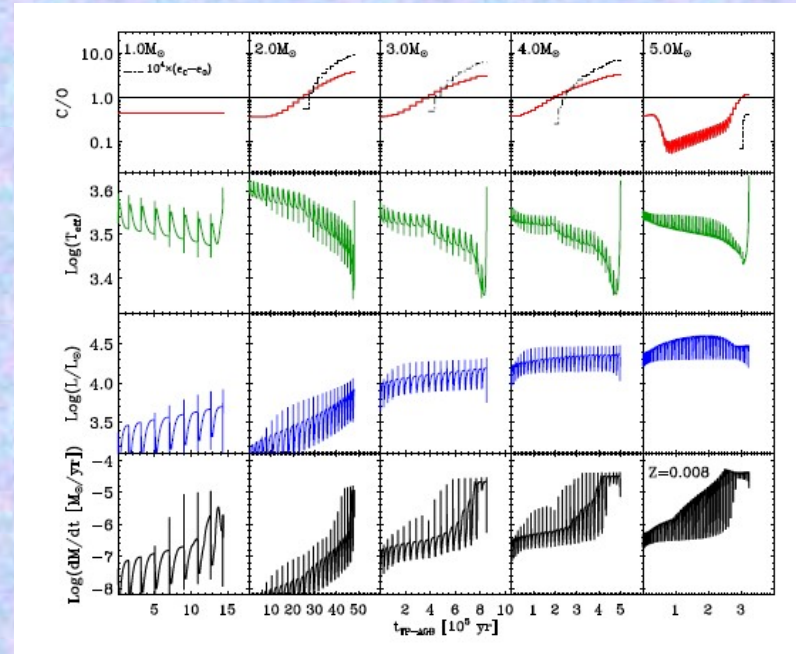 1.0M☉ 2.0M☉ 3.0M☉ 4.0M☉ 5.0M☉
10⁴×(e_C−e_O)
10.0
1.0
0.1
C/O
3.6
3.5
3.4
Log(T_eff)
4.5
4.0
3.5
Log(L/L☉)
Z=0.008
−4
−5
−6
−7
−8
Log(dM/dt [M☉/yr])
5 10 15 10 20 30 40 50 2 4 6 8 10 1 2 3 4 5 1 2 3
t_TP−AGB [10⁵ yr]